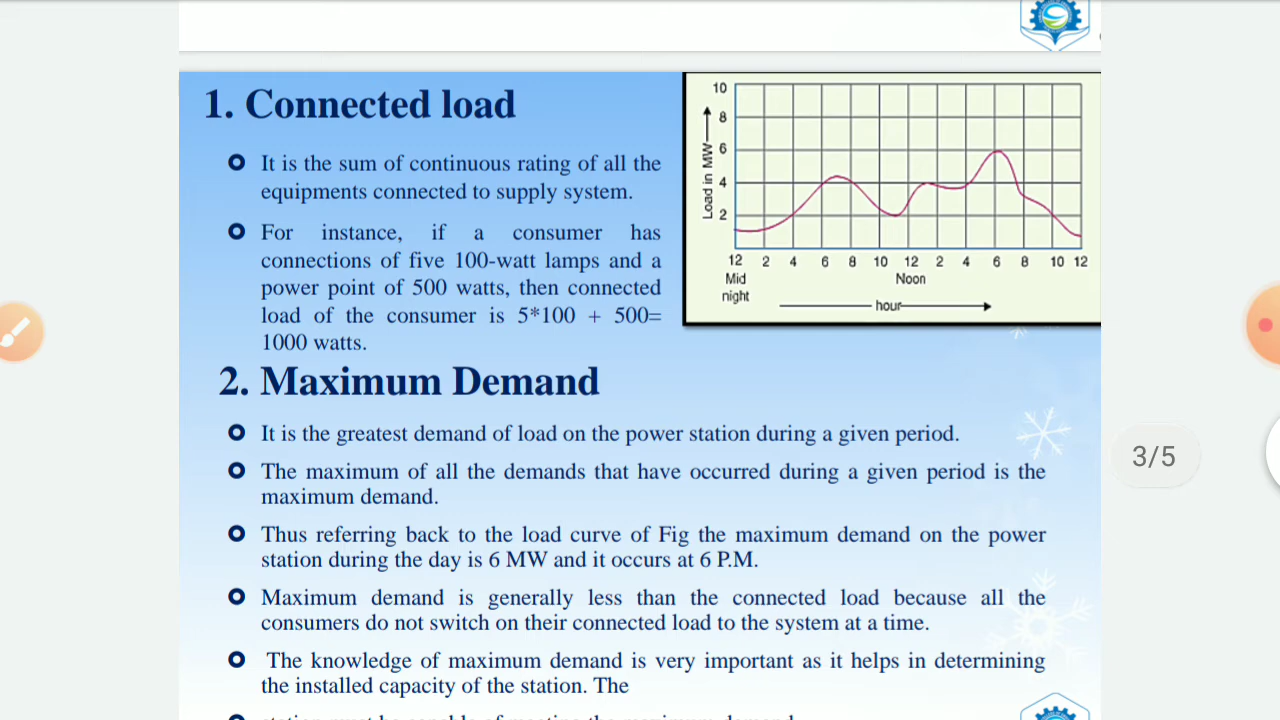 1. Connected load
It is the sum of continuous rating of all the
equipments connected to supply system.
For instance, if a consumer has
connections of five 100-watt lamps and a
power point of 500 watts, then connected
load of the consumer is 5*100 + 500=
1000 watts.
10
8
6
4
2
Load in MW
12 2 4 6 8 10 12 2 4 6 8 10 12
Mid Noon
night
hour
2. Maximum Demand
It is the greatest demand of load on the power station during a given period.
The maximum of all the demands that have occurred during a given period is the
maximum demand.
Thus referring back to the load curve of Fig the maximum demand on the power
station during the day is 6 MW and it occurs at 6 P.M.
Maximum demand is generally less than the connected load because all the
consumers do not switch on their connected load to the system at a time.
The knowledge of maximum demand is very important as it helps in determining
the installed capacity of the station. The
station must be capable of meeting the maximum demand
3/5